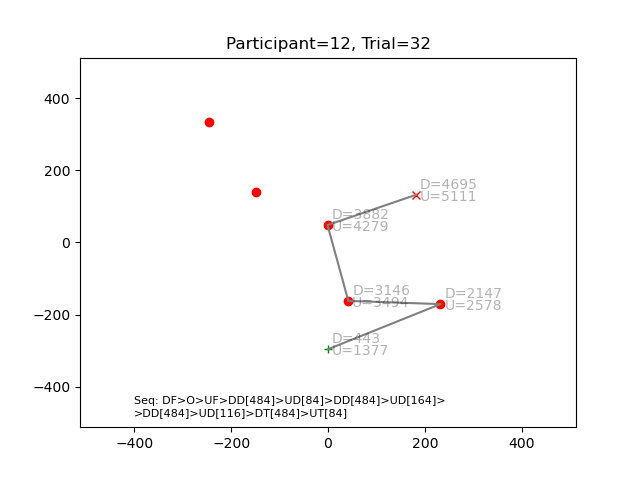 Participant=12, Trial=32
400
200
0
−200
−400
D=4695
U=5111
D=3882
U=4279
D=3146
U=3494
D=2147
U=2578
D=443
U=1377
Seq: DF>O>UF>DD[484]>UD[84]>DD[484]>UD[164]>
>DD[484]>UD[116]>DT[484]>UT[84]
−400 −200 0 200 400